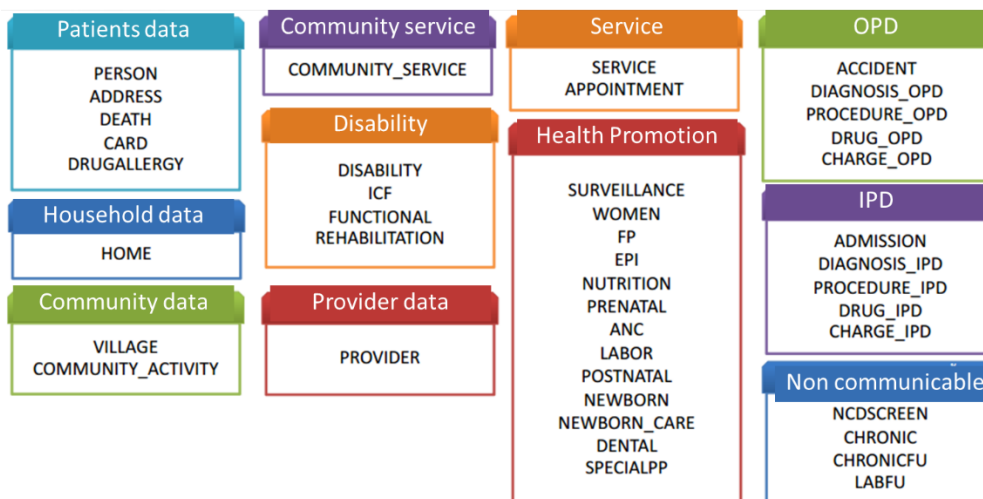 Patients data
PERSON
ADDRESS
DEATH
CARD
DRUGALLERGY
Household data
HOME
Community data
VILLAGE
COMMUNITY_ACTIVITY
Community service
COMMUNITY_SERVICE
Disability
DISABILITY
ICF
FUNCTIONAL
REHABILITATION
Provider data
PROVIDER
Service
SERVICE
APPOINTMENT
Health Promotion
SURVEILLANCE
WOMEN
FP
EPI
NUTRITION
PRENATAL
ANC
LABOR
POSTNATAL
NEWBORN
NEWBORN_CARE
DENTAL
SPECIALPP
OPD
ACCIDENT
DIAGNOSIS_OPD
PROCEDURE_OPD
DRUG_OPD
CHARGE_OPD
IPD
ADMISSION
DIAGNOSIS_IPD
PROCEDURE_IPD
DRUG_IPD
CHARGE_IPD
Non communicable
NCDSCREEN
CHRONIC
CHRONICFU
LABFU